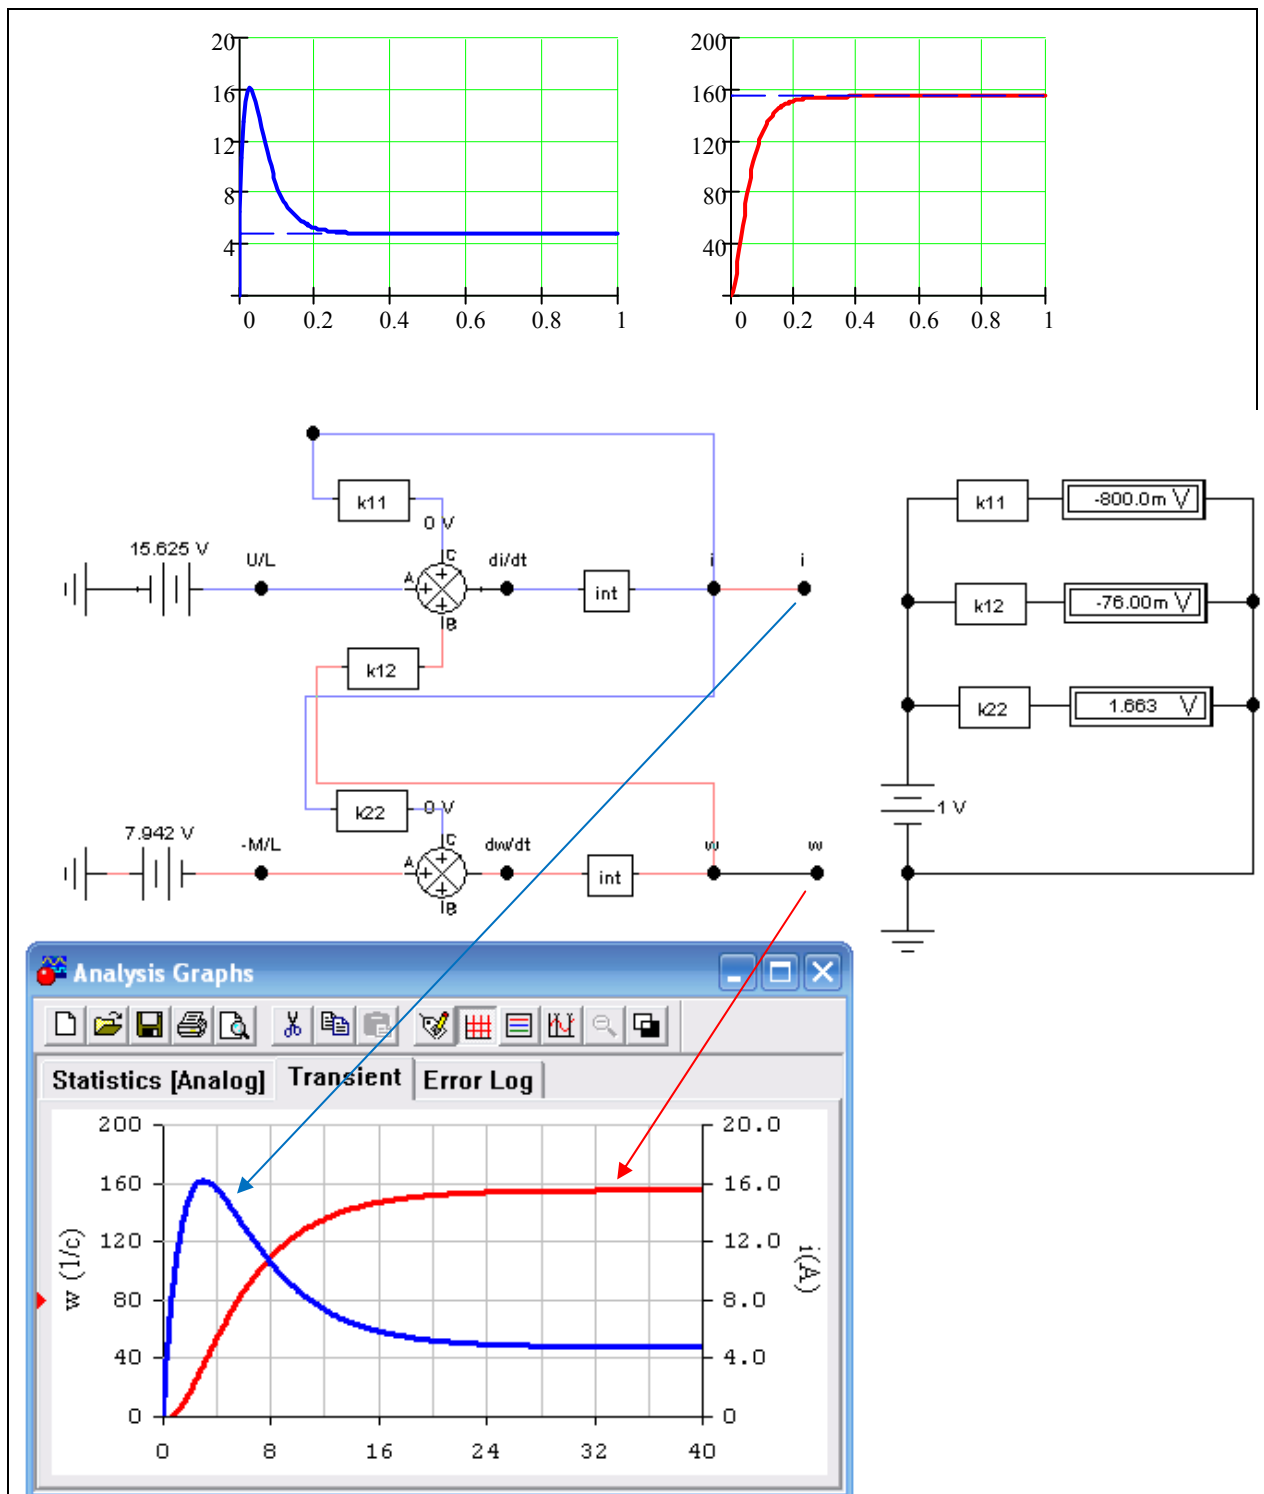 20 200
16 160
12 120
8 80
4 40
0 0.2 0.4 0.6 0.8 1 0 0.2 0.4 0.6 0.8 1
k11 k11 -800.0m V
0 V
15.625 V U/L C di/dt i i
A int
B k12 -76.00m V
k12
k22 1.663 V
k22 0 V 1 V
7.942 V -M/L C dw/dt w w
A int
B
Analysis Graphs
Statistics [Analog] Transient Error Log
200 20.0
160 16.0
120 12.0
w (1/c) i(A)
80 8.0
40 4.0
0 0
0 8 16 24 32 40